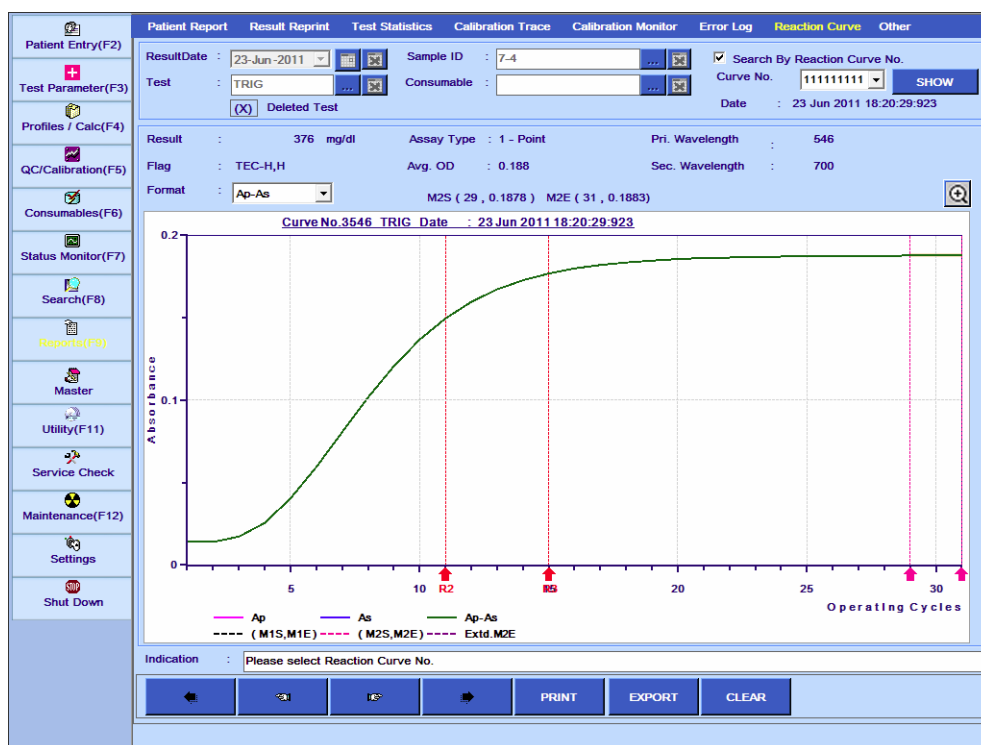 Patient Entry(F2)
Test Parameter(F3)
Profiles / Calc(F4)
QC/Calibration(F5)
Consumables(F6)
Status Monitor(F7)
Search(F8)
Reports(F9)
Master
Utility(F11)
Service Check
Maintenance(F12)
Settings
STOP
Shut Down
Patient Report Result Reprint Test Statistics Calibration Trace Calibration Monitor Error Log Reaction Curve Other
ResultDate : 23-Jun-2011 Sample ID : 7-4 ... Search By Reaction Curve No.
Test : TRIG ... Consumable : ... Curve No. 111111111 SHOW
(X) Deleted Test Date : 23 Jun 2011 18:20:29:923
Result : 376 mg/dl Assay Type : 1 - Point Pri. Wavelength : 546
Flag : TEC-H,H Avg. OD : 0.188 Sec. Wavelength : 700
Format : Ap-As M2S ( 29 , 0.1878 ) M2E ( 31 , 0.1883)
Curve No.3546 TRIG Date : 23 Jun 2011 18:20:29:923
0.2
0.1
0
Absorbance
5 10 R2 20 25 30
Operating Cycles
Ap As Ap-As
( M1S,M1E ) ( M2S,M2E ) Extd.M2E
Indication : Please select Reaction Curve No.
PRINT EXPORT CLEAR